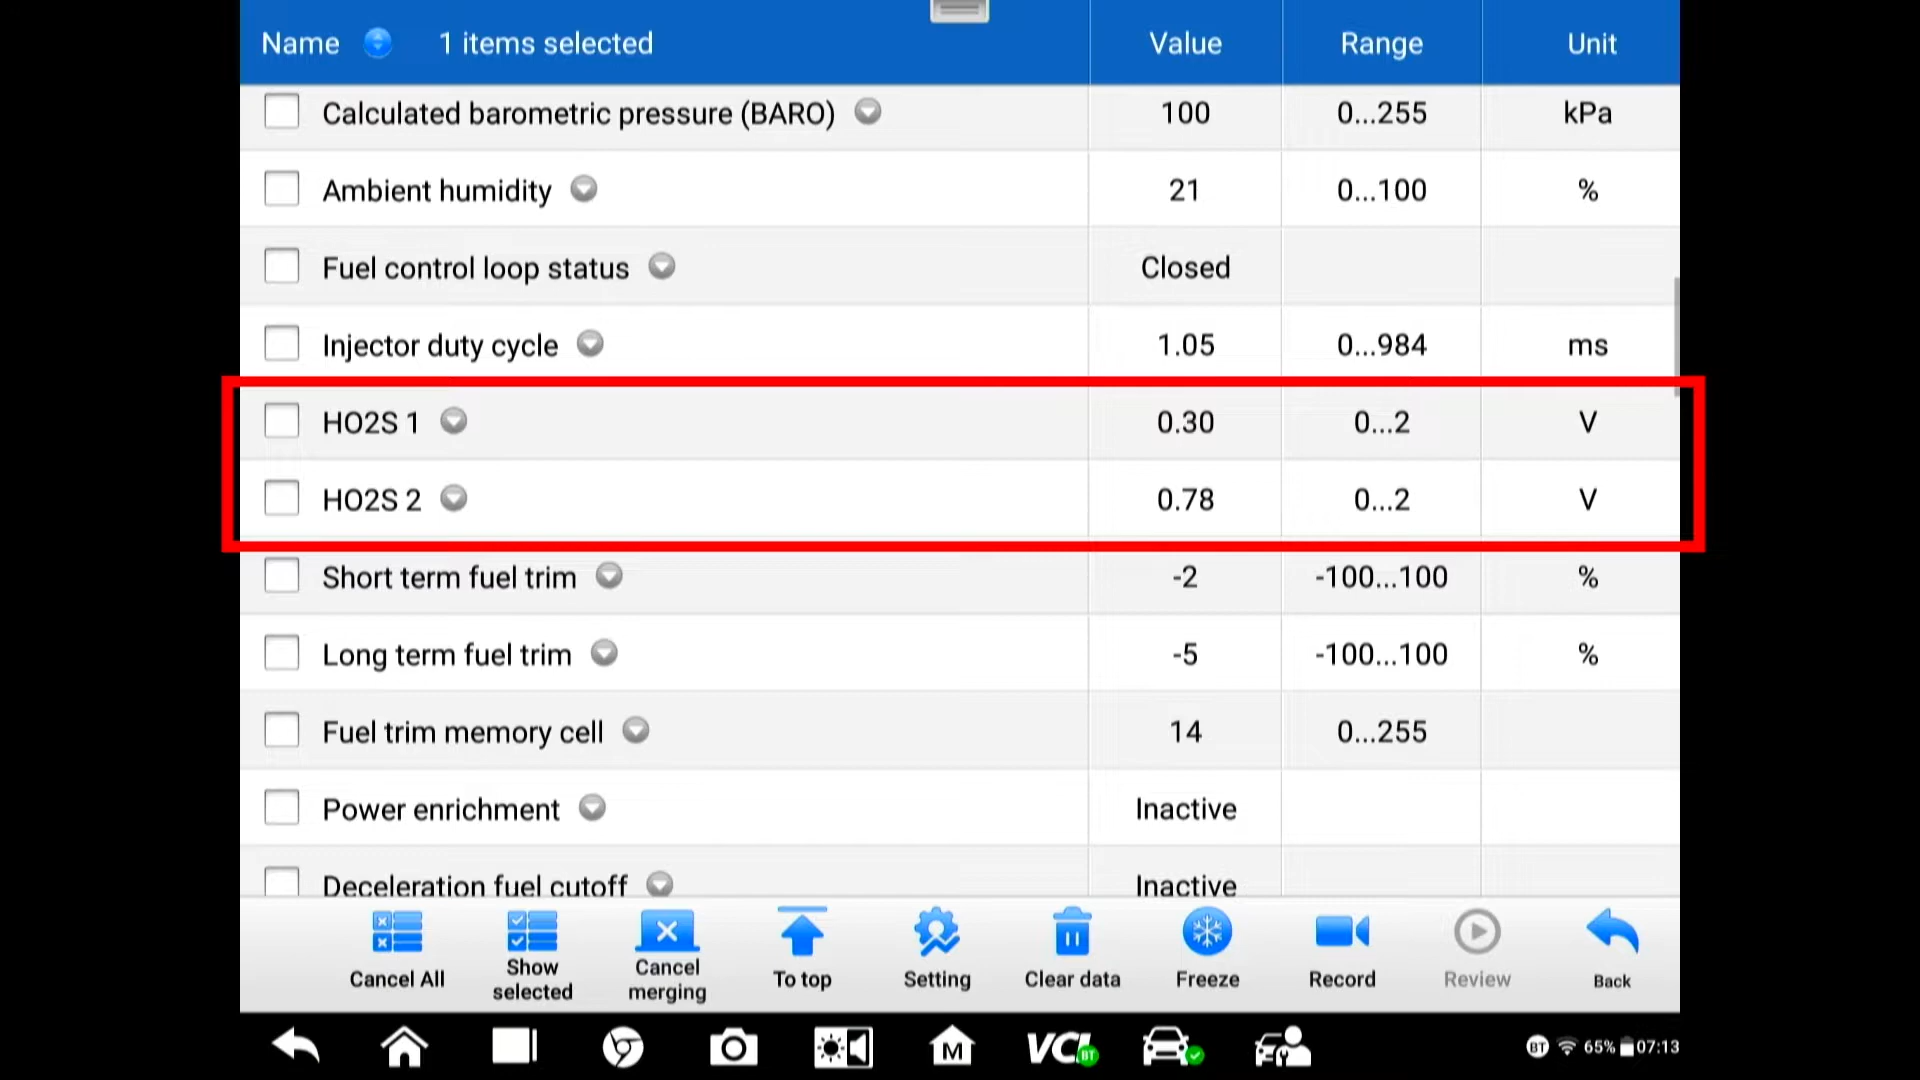 Name 1 items selected Value Range Unit
Calculated barometric pressure (BARO) 100 0...255 kPa
Ambient humidity 21 0...100 %
Fuel control loop status Closed
Injector duty cycle 1.05 0...984 ms
HO2S 1 0.30 0...2 V
HO2S 2 0.78 0...2 V
Short term fuel trim -2 -100...100 %
Long term fuel trim -5 -100...100 %
Fuel trim memory cell 14 0...255
Power enrichment Inactive
Deceleration fuel cutoff Inactive
Cancel All
Show
selected
Cancel
merging
To top
Setting
Clear data
Freeze
Record
Review
Back
M
VCI
BT
BT 65% 07:13